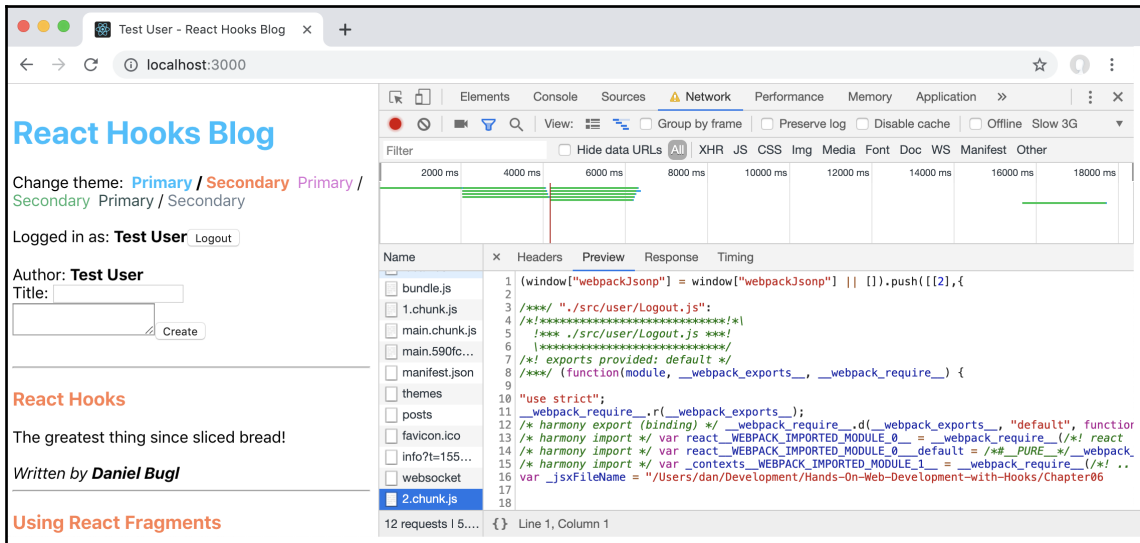 Test User - React Hooks Blog
localhost:3000
React Hooks Blog
Change theme: Primary / Secondary Primary /
Secondary Primary / Secondary
Logged in as: Test User Logout
Author: Test User
Title:
Create
React Hooks
The greatest thing since sliced bread!
Written by Daniel Bugl
Using React Fragments
Elements Console Sources Network Performance Memory Application »
View: Group by frame Preserve log Disable cache Offline Slow 3G
Filter Hide data URLs All XHR JS CSS Img Media Font Doc WS Manifest Other
2000 ms 4000 ms 6000 ms 8000 ms 10000 ms 12000 ms 14000 ms 16000 ms 18000 ms
Name
bundle.js
1.chunk.js
main.chunk.js
main.590fc...
manifest.json
themes
posts
favicon.ico
info?t=155...
websocket
2.chunk.js
12 requests | 5....
Headers Preview Response Timing
1 (window["webpackJsonp"] = window["webpackJsonp"] || []).push([[2],{
2
3 /***/ "./src/user/Logout.js":
4 /*!****************************!*\
5 !*** ./src/user/Logout.js ***!
6 \****************************/
7 /*! exports provided: default */
8 /***/ (function(module, __webpack_exports__, __webpack_require__) {
9
10 "use strict";
11 __webpack_require__.r(__webpack_exports__);
12 /* harmony export (binding) */ __webpack_require__.d(__webpack_exports__, "default", function
13 /* harmony import */ var react__WEBPACK_IMPORTED_MODULE_0__ = __webpack_require__(/*! react
14 /* harmony import */ var react__WEBPACK_IMPORTED_MODULE_0___default = /*#__PURE__*/__webpack_
15 /* harmony import */ var _contexts__WEBPACK_IMPORTED_MODULE_1__ = __webpack_require__(/*! ..
16 var _jsxFileName = "/Users/dan/Development/Hands-On-Web-Development-with-Hooks/Chapter06
17
18
{} Line 1, Column 1